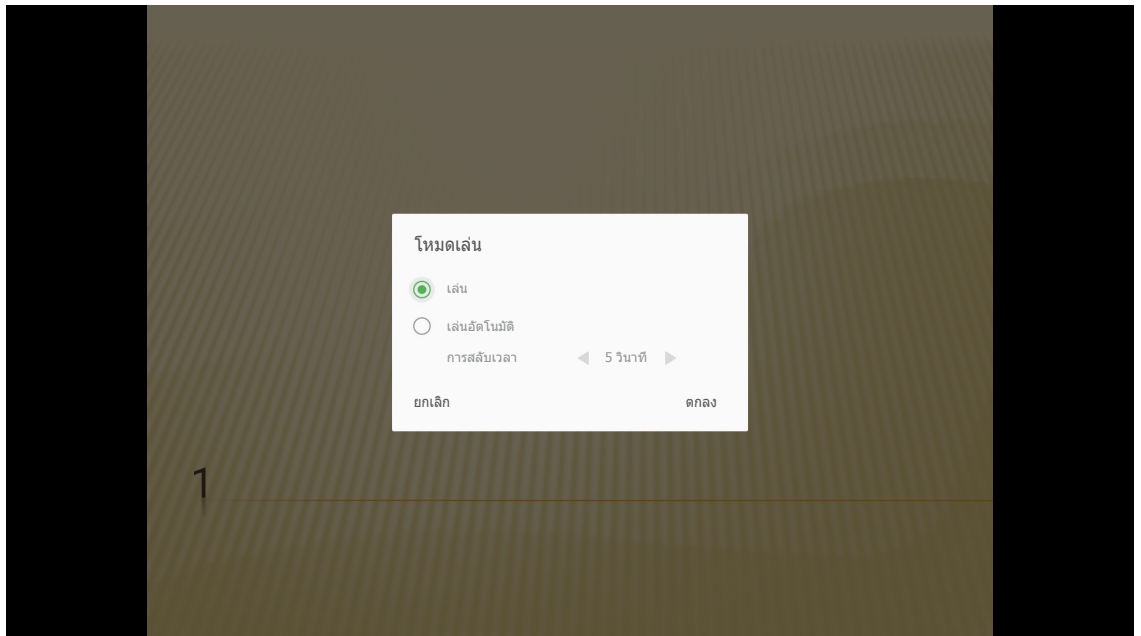 โหมดเล่น
เล่น
เล่นอัตโนมัติ
การสลับเวลา 5 วินาที
ยกเลิก ตกลง
1